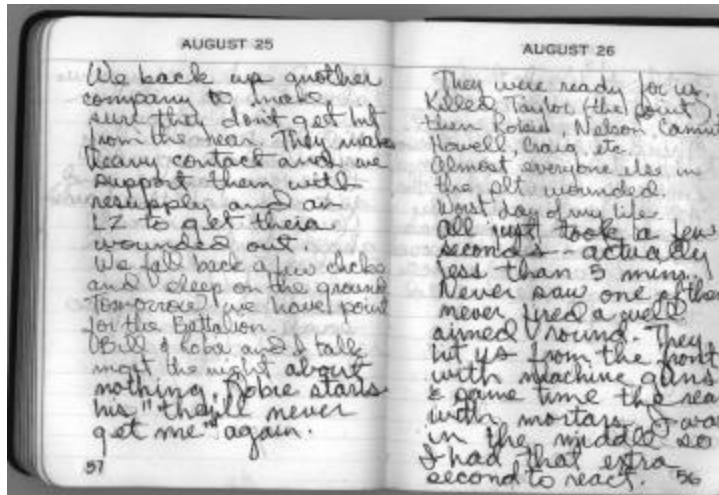 AUGUST 25
We back up another
company to make
sure they don't get hit
from the rear. They make
heavy contact and we
support them with
resupply and an
LZ to get their
wounded out.
We fall back a few clicks
and sleep on the ground
Tomorrow we have point
for the Battalion.
Bill & Robie and I talk
most the night about
nothing. Robie starts
his "they'll never
get me" again.
57
AUGUST 26
They were ready for us.
Killed Taylor (the point),
then Robie, Nelson,
Howell, Craig, etc.
Almost everyone else in
the plt wounded.
Worst day of my life
All just took a few
seconds - actually
less than 5 mins.
Never saw one of them
never fired a well
aimed round. They
hit us from the front
with machine guns
& same time the rear
with mortars. I was
in the middle so
I had that extra
second to react.
56